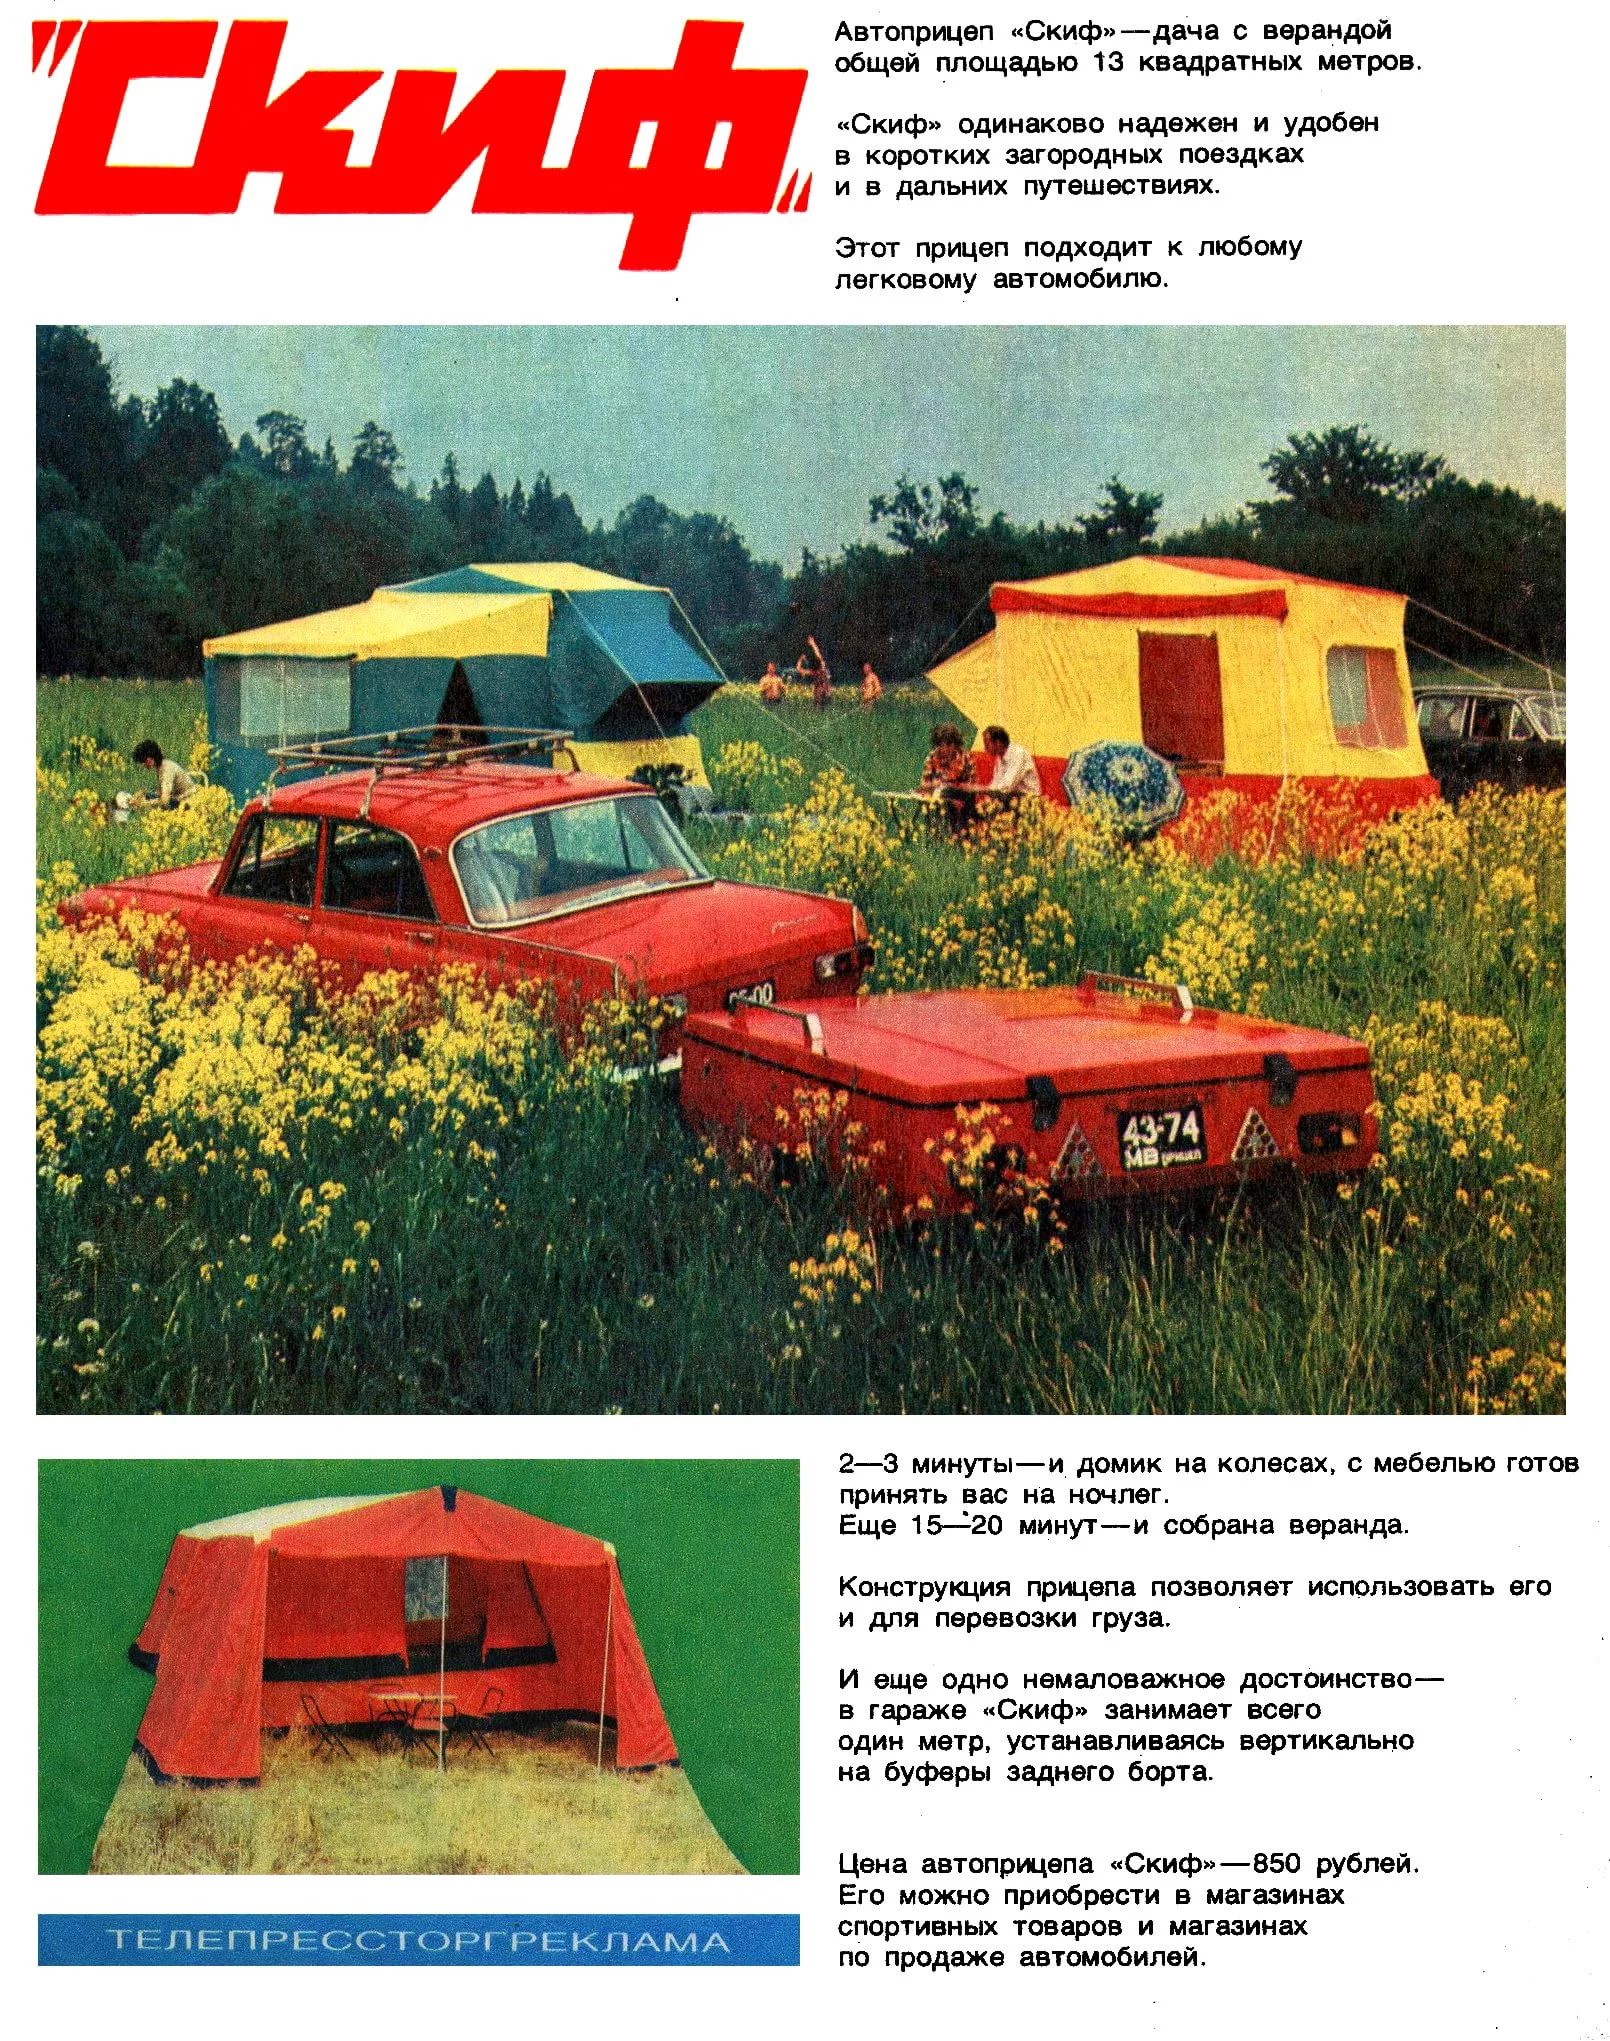 "Скиф"
Автоприцеп «Скиф»—дача с верандой
общей площадью 13 квадратных метров.
«Скиф» одинаково надежен и удобен
в коротких загородных поездках
и в дальних путешествиях.
Этот прицеп подходит к любому
легковому автомобилю.
43-74
МВ
2—3 минуты—и домик на колесах, с мебелью готов
принять вас на ночлег.
Еще 15—20 минут—и собрана веранда.
Конструкция прицепа позволяет использовать его
и для перевозки груза.
И еще одно немаловажное достоинство—
в гараже «Скиф» занимает всего
один метр, устанавливаясь вертикально
на буферы заднего борта.
Цена автоприцепа «Скиф»—850 рублей.
Его можно приобрести в магазинах
спортивных товаров и магазинах
по продаже автомобилей.
ТЕЛЕПРЕССТОРГРЕКЛАМА